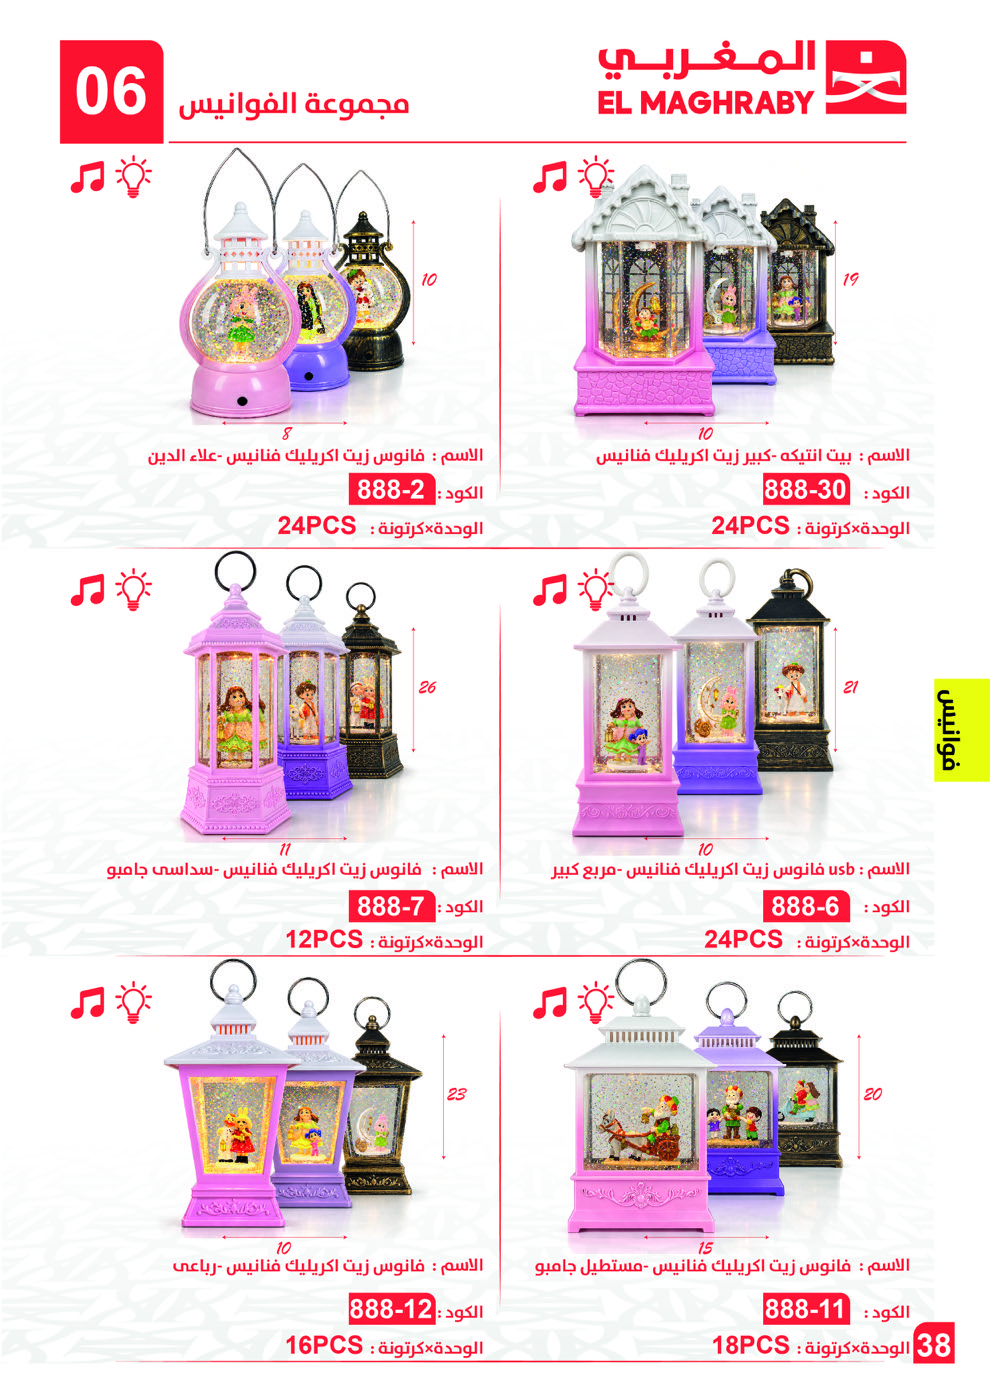 المغربي
EL MAGHRABY
مجموعة الفوانيس
06
19
10
الاسم : بيت انتيكه -كبير زيت اكريليك فنانيس
الكود : 888-30
الوحدة×كرتونة : 24PCS
10
8
الاسم : فانوس زيت اكريليك فنانيس -علاء الدين
الكود : 888-2
الوحدة×كرتونة : 24PCS
21
10
الاسم : usb فانوس زيت اكريليك فنانيس -مربع كبير
الكود : 888-6
الوحدة×كرتونة : 24PCS
26
11
الاسم : فانوس زيت اكريليك فنانيس -سداسى جامبو
الكود : 888-7
الوحدة×كرتونة : 12PCS
فوانيس
20
15
الاسم : فانوس زيت اكريليك فنانيس -مستطيل جامبو
الكود : 888-11
الوحدة×كرتونة : 18PCS
23
10
الاسم : فانوس زيت اكريليك فنانيس -رباعى
الكود : 888-12
الوحدة×كرتونة : 16PCS
38